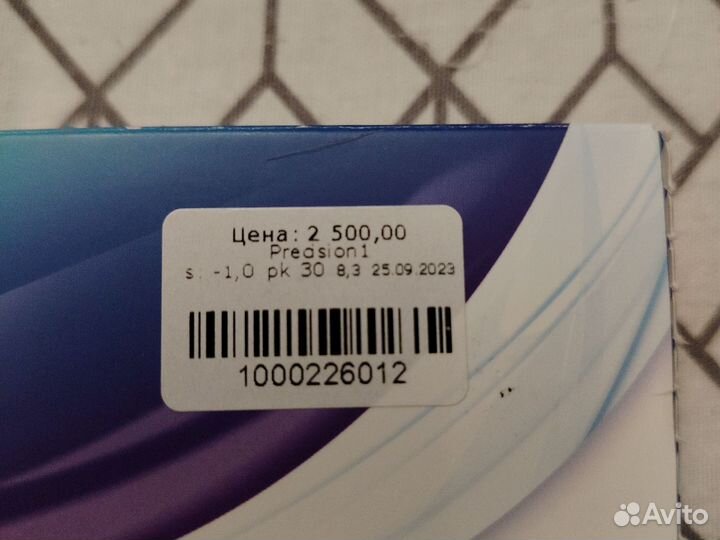 Цена: 2 500,00
Precision1
s: -1,0 pk 30 8,3 25.09.2023
1000226012
Avito